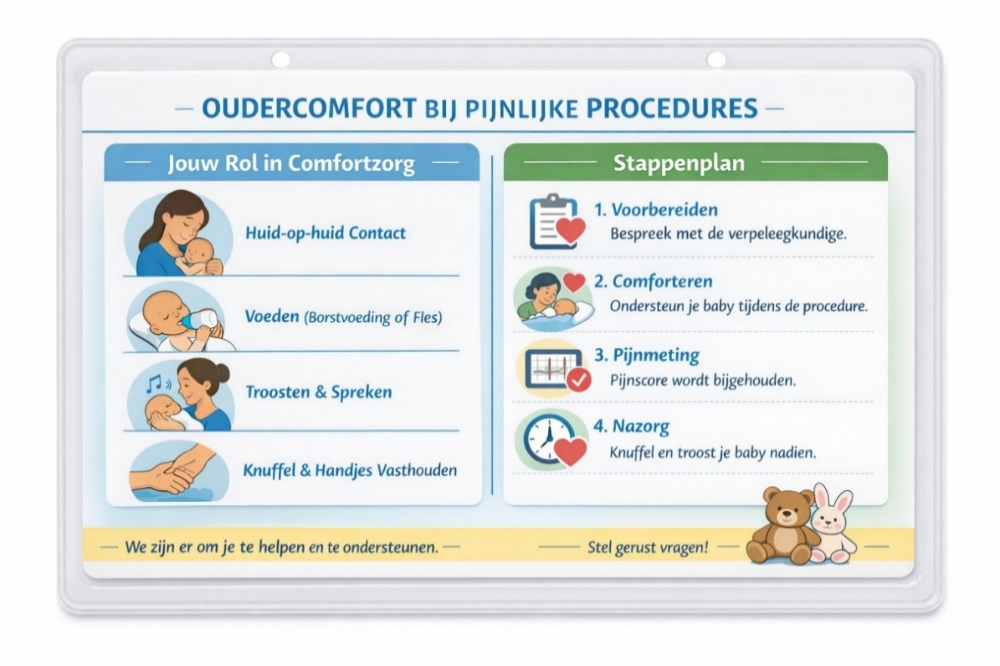 OUDERCOMFORT BIJ PIJNLIJKE PROCEDURES
Jouw Rol in Comfortzorg
Huid-op-huid Contact
Voeden (Borstvoeding of Fles)
Troosten & Spreken
Knuffel & Handjes Vasthouden
Stappenplan
1. Voorbereiden
Bespreek met de verpeleegkundige.
2. Comforteren
Ondersteun je baby tijdens de procedure.
3. Pijnmeting
Pijnscore wordt bijgehouden.
4. Nazorg
Knuffel en troost je baby nadien.
We zijn er om je te helpen en te ondersteunen.
Stel gerust vragen!